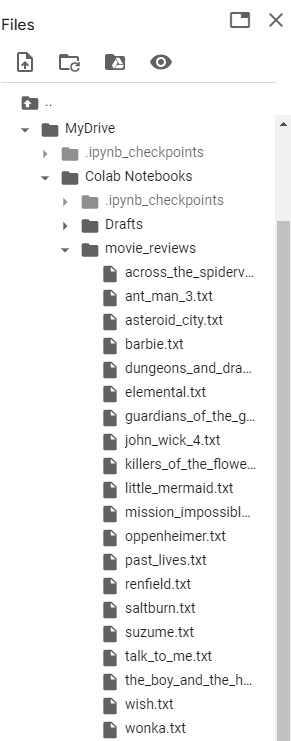 Files
..
MyDrive
.ipynb_checkpoints
Colab Notebooks
.ipynb_checkpoints
Drafts
movie_reviews
across_the_spiderv...
ant_man_3.txt
asteroid_city.txt
barbie.txt
dungeons_and_dra...
elemental.txt
guardians_of_the_g...
john_wick_4.txt
killers_of_the_flowe...
little_mermaid.txt
mission_impossibl...
oppenheimer.txt
past_lives.txt
renfield.txt
saltburn.txt
suzume.txt
talk_to_me.txt
the_boy_and_the_h...
wish.txt
wonka.txt